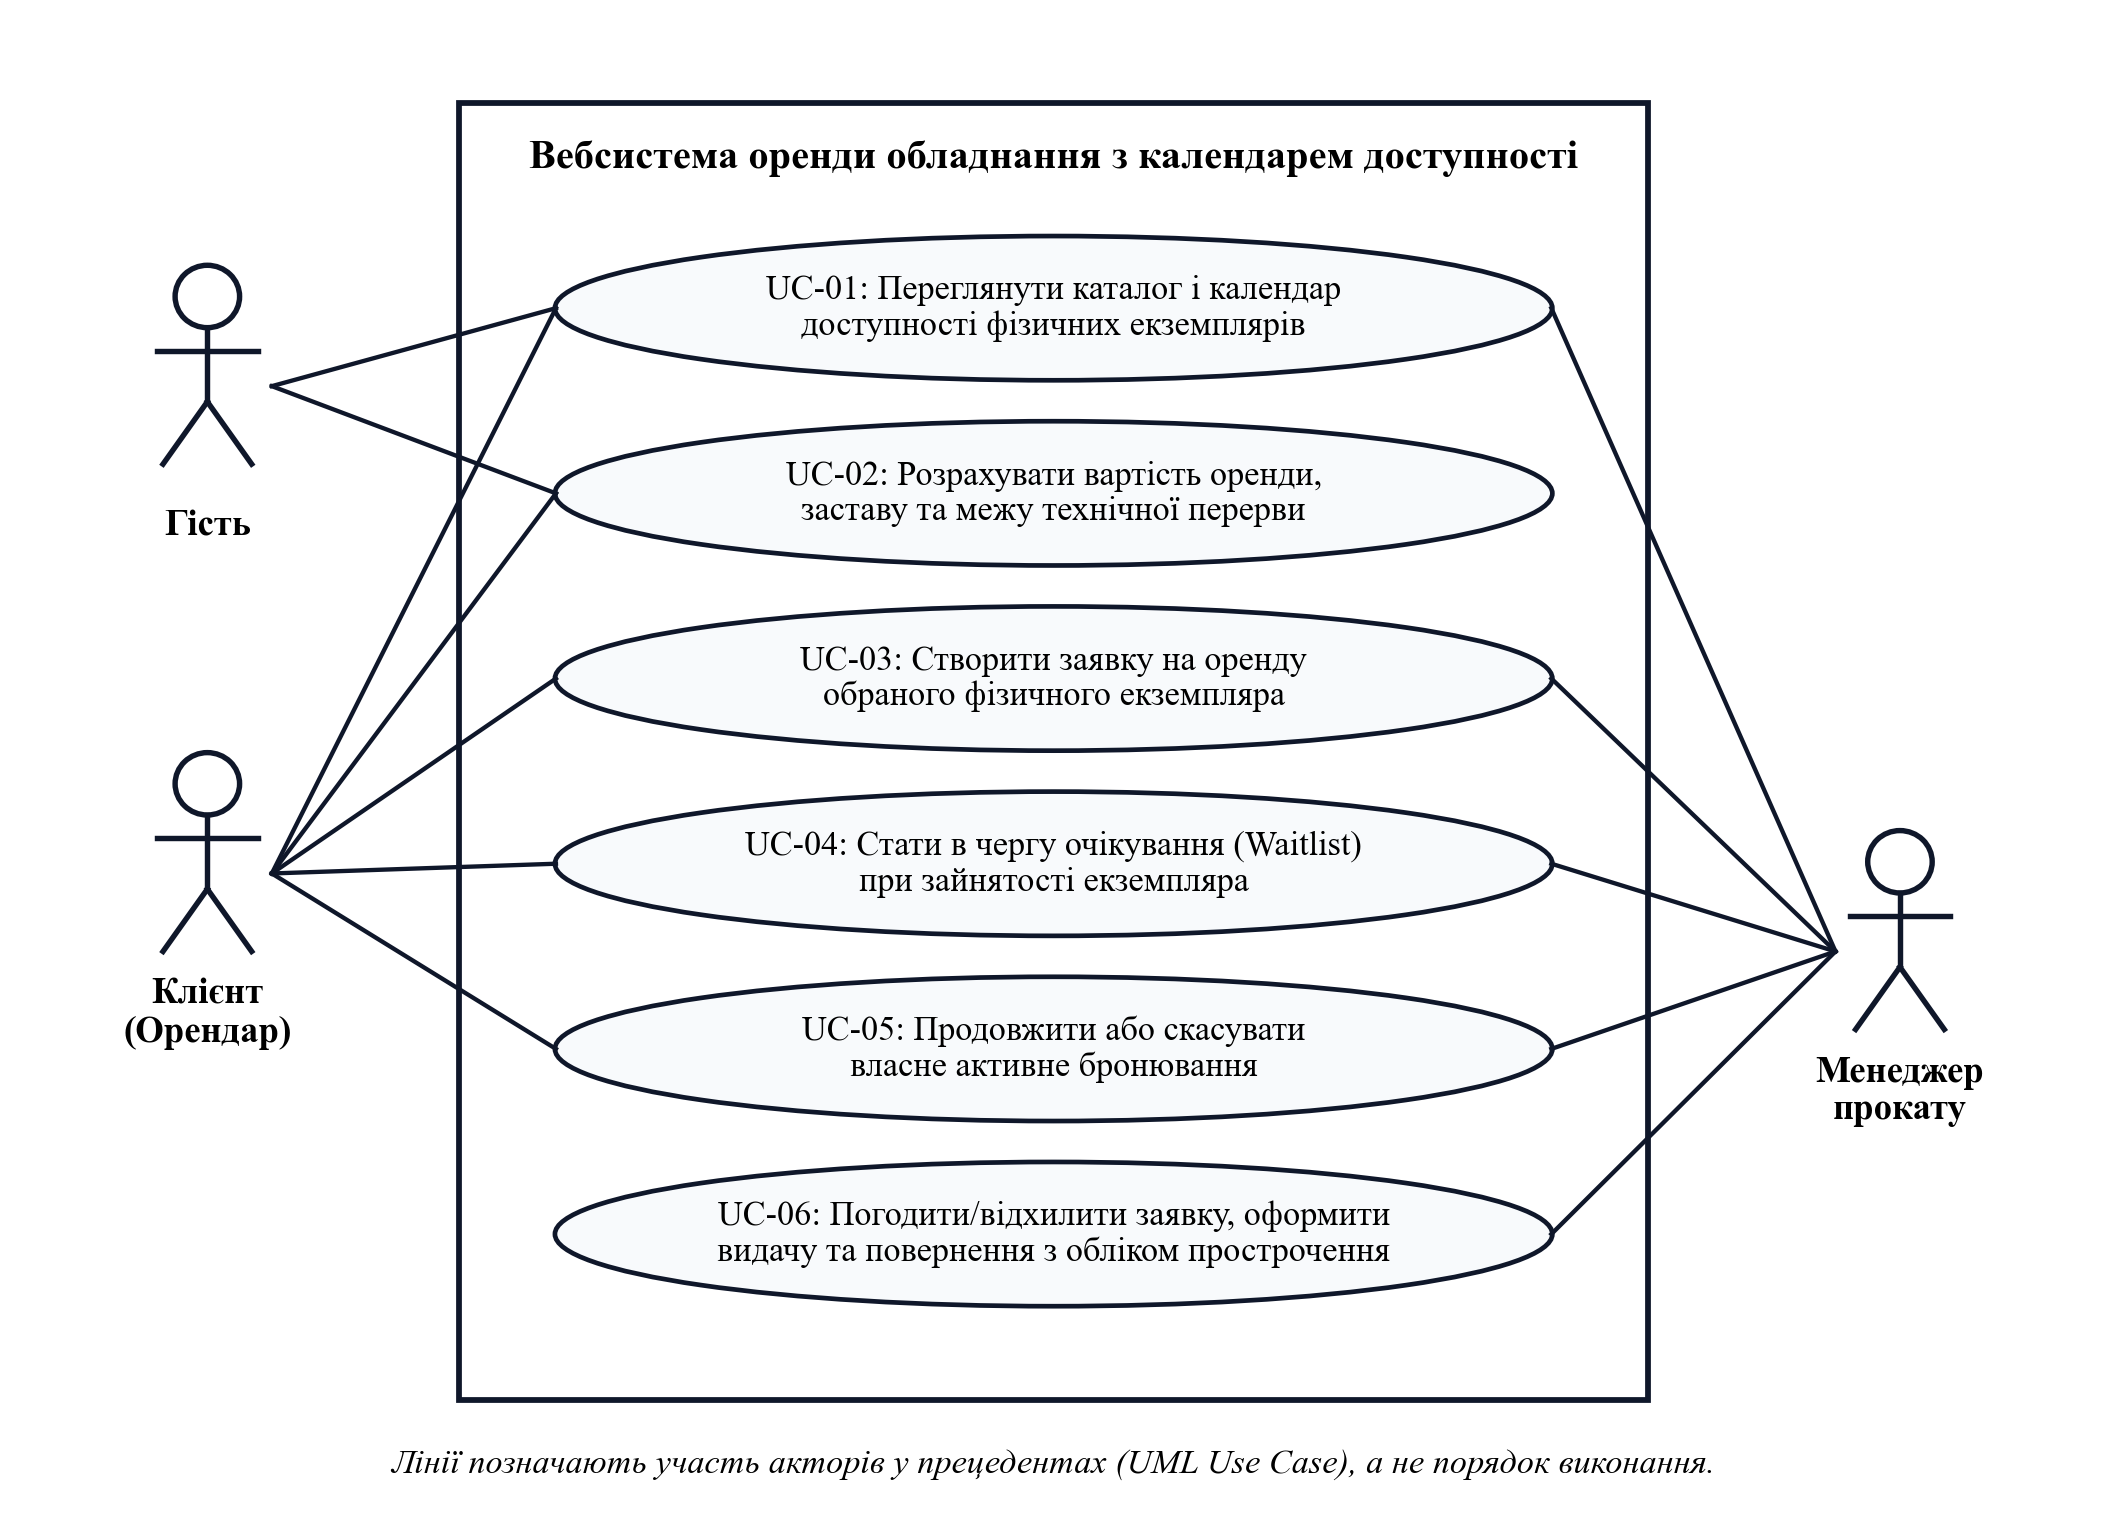 Вебсистема оренди обладнання з календарем доступності
UC-01: Переглянути каталог і календар
доступності фізичних екземплярів
UC-02: Розрахувати вартість оренди,
заставу та межу технічної перерви
Гість
UC-03: Створити заявку на оренду
обраного фізичного екземпляра
UC-04: Стати в чергу очікування (Waitlist)
при зайнятості екземпляра
Клієнт
(Орендар)
UC-05: Продовжити або скасувати
власне активне бронювання
Менеджер
прокату
UC-06: Погодити/відхилити заявку, оформити
видачу та повернення з обліком прострочення
Лінії позначають участь акторів у прецедентах (UML Use Case), а не порядок виконання.